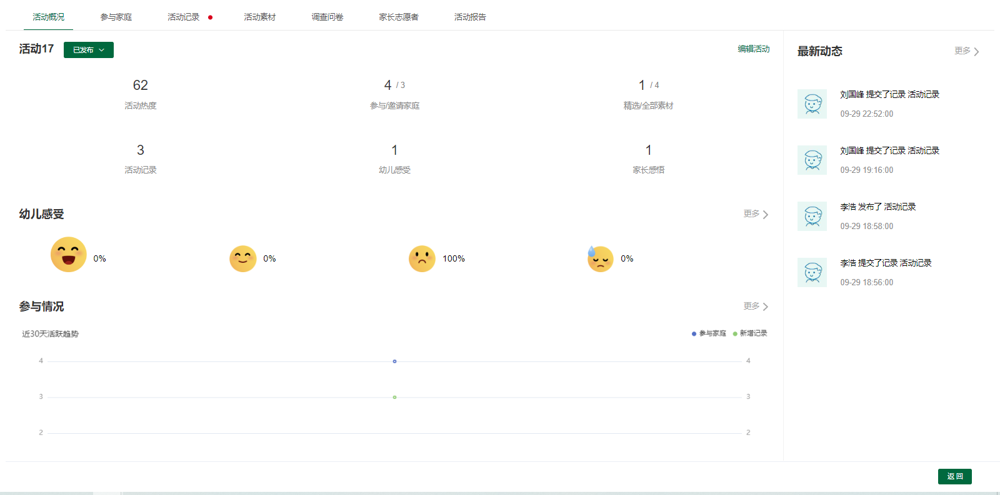 活动概况 参与家庭 活动记录 活动素材 调查问卷 家长志愿者 活动报告
活动17 已发布 编辑活动
62 4 / 3 1 / 4
活动热度 参与/邀请家庭 精选/全部素材
3 1 1
活动记录 幼儿感受 家长感悟
幼儿感受 更多
0% 0% 100% 0%
参与情况 更多
近30天活跃趋势 参与家庭 新增记录
4 4
3 3
2 2
最新动态 更多
刘国峰 提交了记录 活动记录
09-29 22:52:00
刘国峰 提交了记录 活动记录
09-29 19:16:00
李浩 发布了 活动记录
09-29 18:58:00
李浩 提交了记录 活动记录
09-29 18:56:00
返回